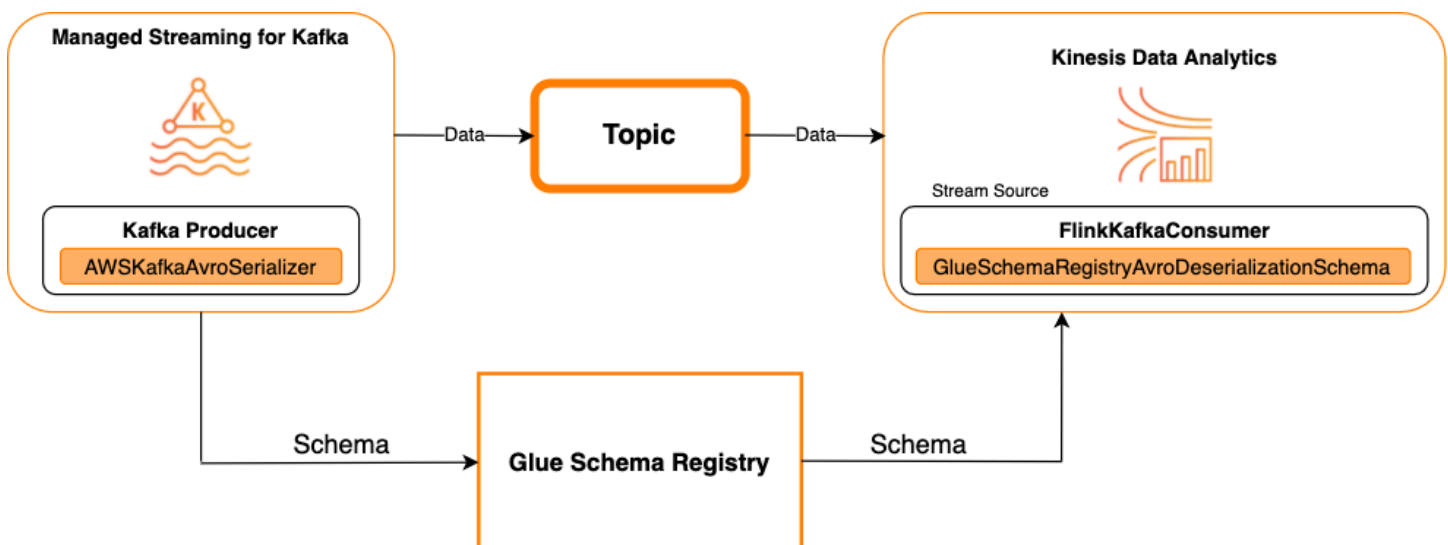 Managed Streaming for Kafka
K
Kafka Producer
AWSKafkaAvroSerializer
Data
Topic
Data
Kinesis Data Analytics
Stream Source
FlinkKafkaConsumer
GlueSchemaRegistryAvroDeserializationSchema
Schema
Glue Schema Registry
Schema